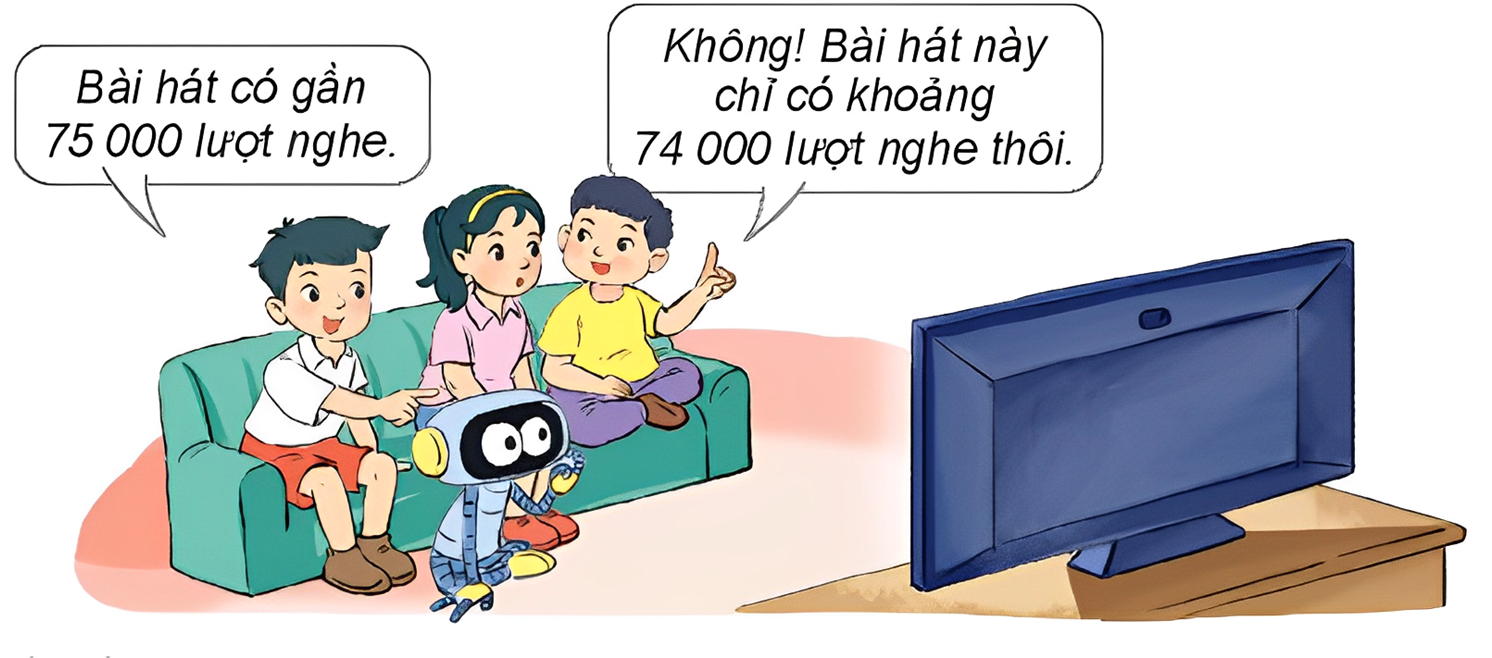 Bài hát có gần
75 000 lượt nghe.
Không! Bài hát này
chỉ có khoảng
74 000 lượt nghe thôi.